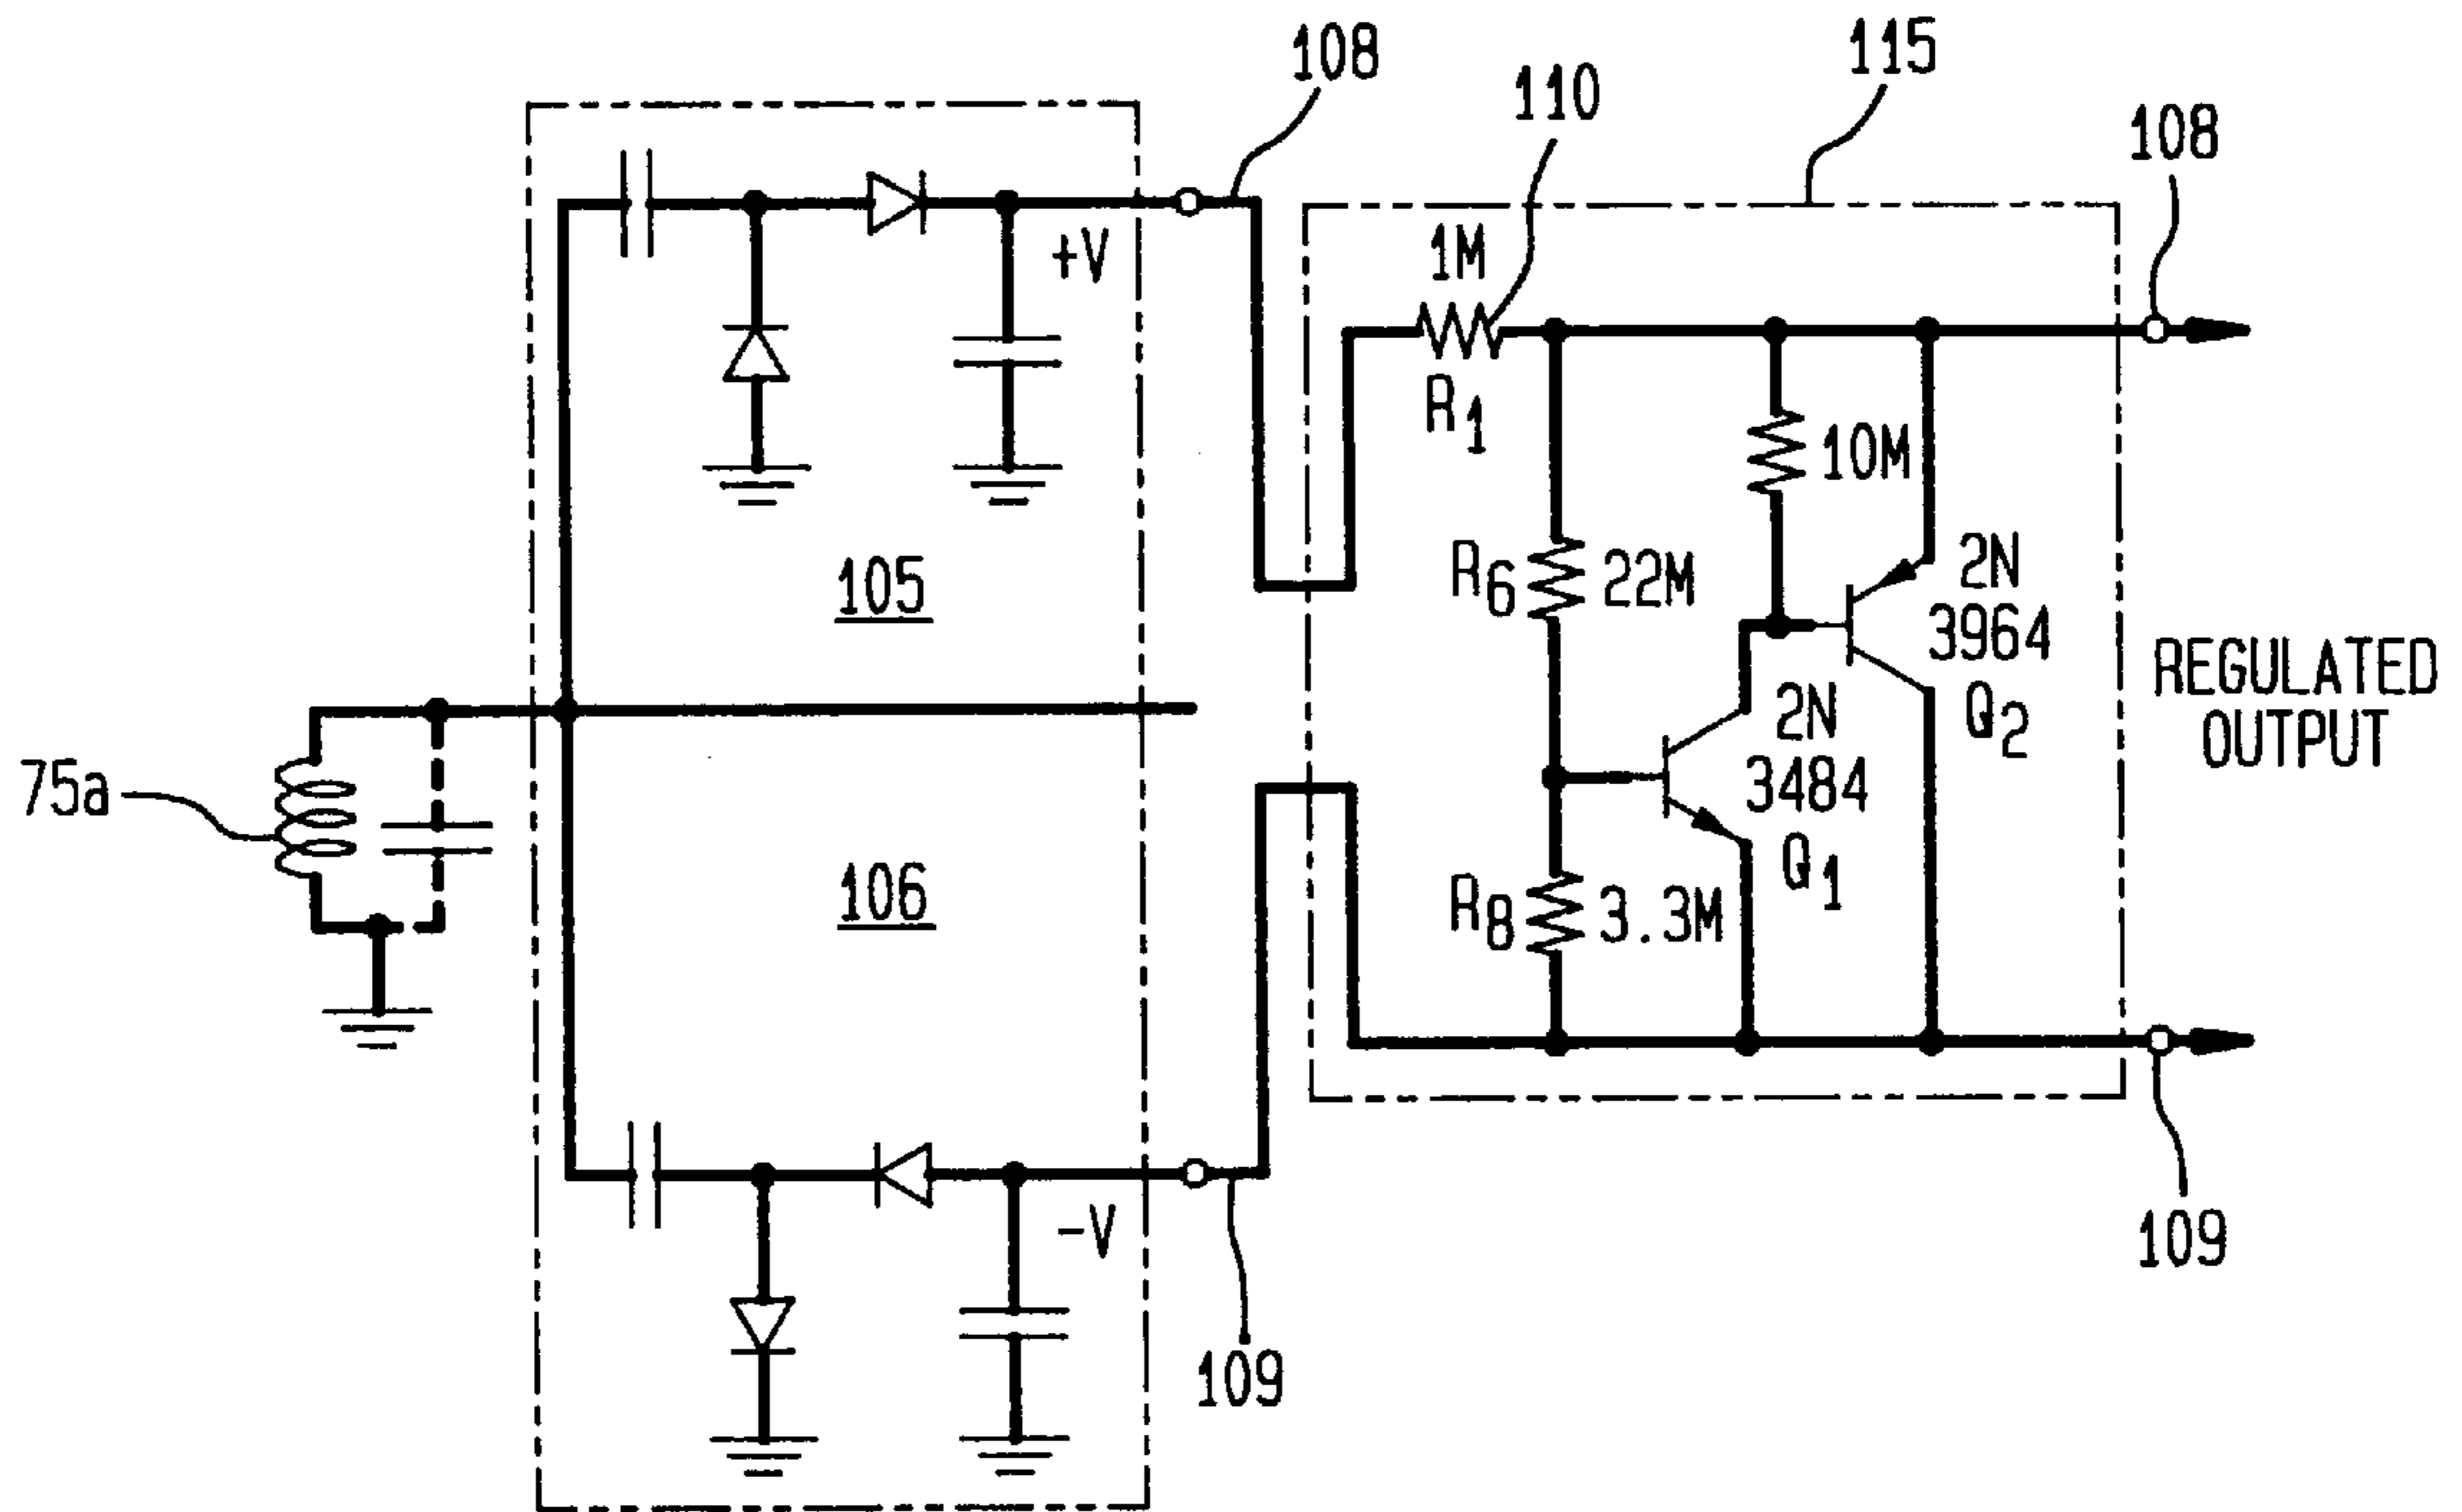 108
110
115
108
1M
R1
+V
10M
R6
22M
2N
3964
Q2
105
REGULATED
OUTPUT
2N
3484
Q1
75a
106
R8
3.3M
-V
109
109